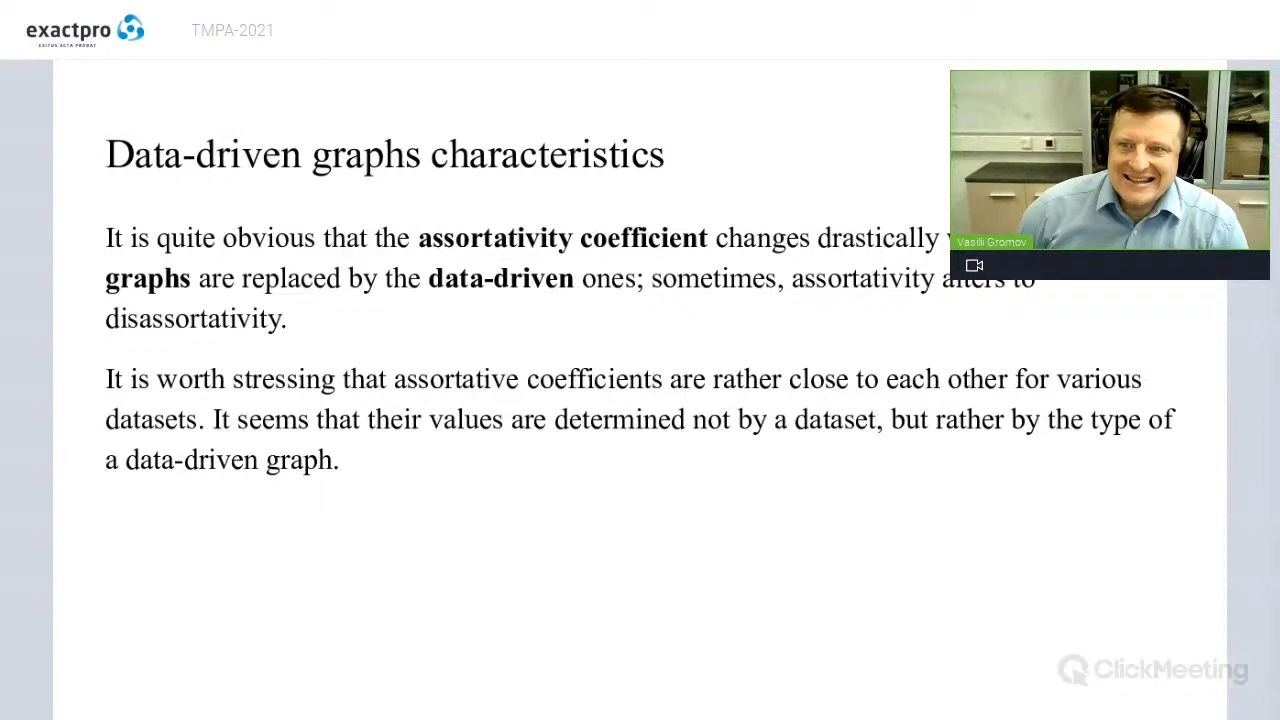 exactpro
EXITUS ACTA PROBAT
TMPA-2021
Data-driven graphs characteristics
It is quite obvious that the assortativity coefficient changes drastically
graphs are replaced by the data-driven ones; sometimes, assortativity alters to
disassortativity.
It is worth stressing that assortative coefficients are rather close to each other for various
datasets. It seems that their values are determined not by a dataset, but rather by the type of
a data-driven graph.
Vasilii Gromov
ClickMeeting